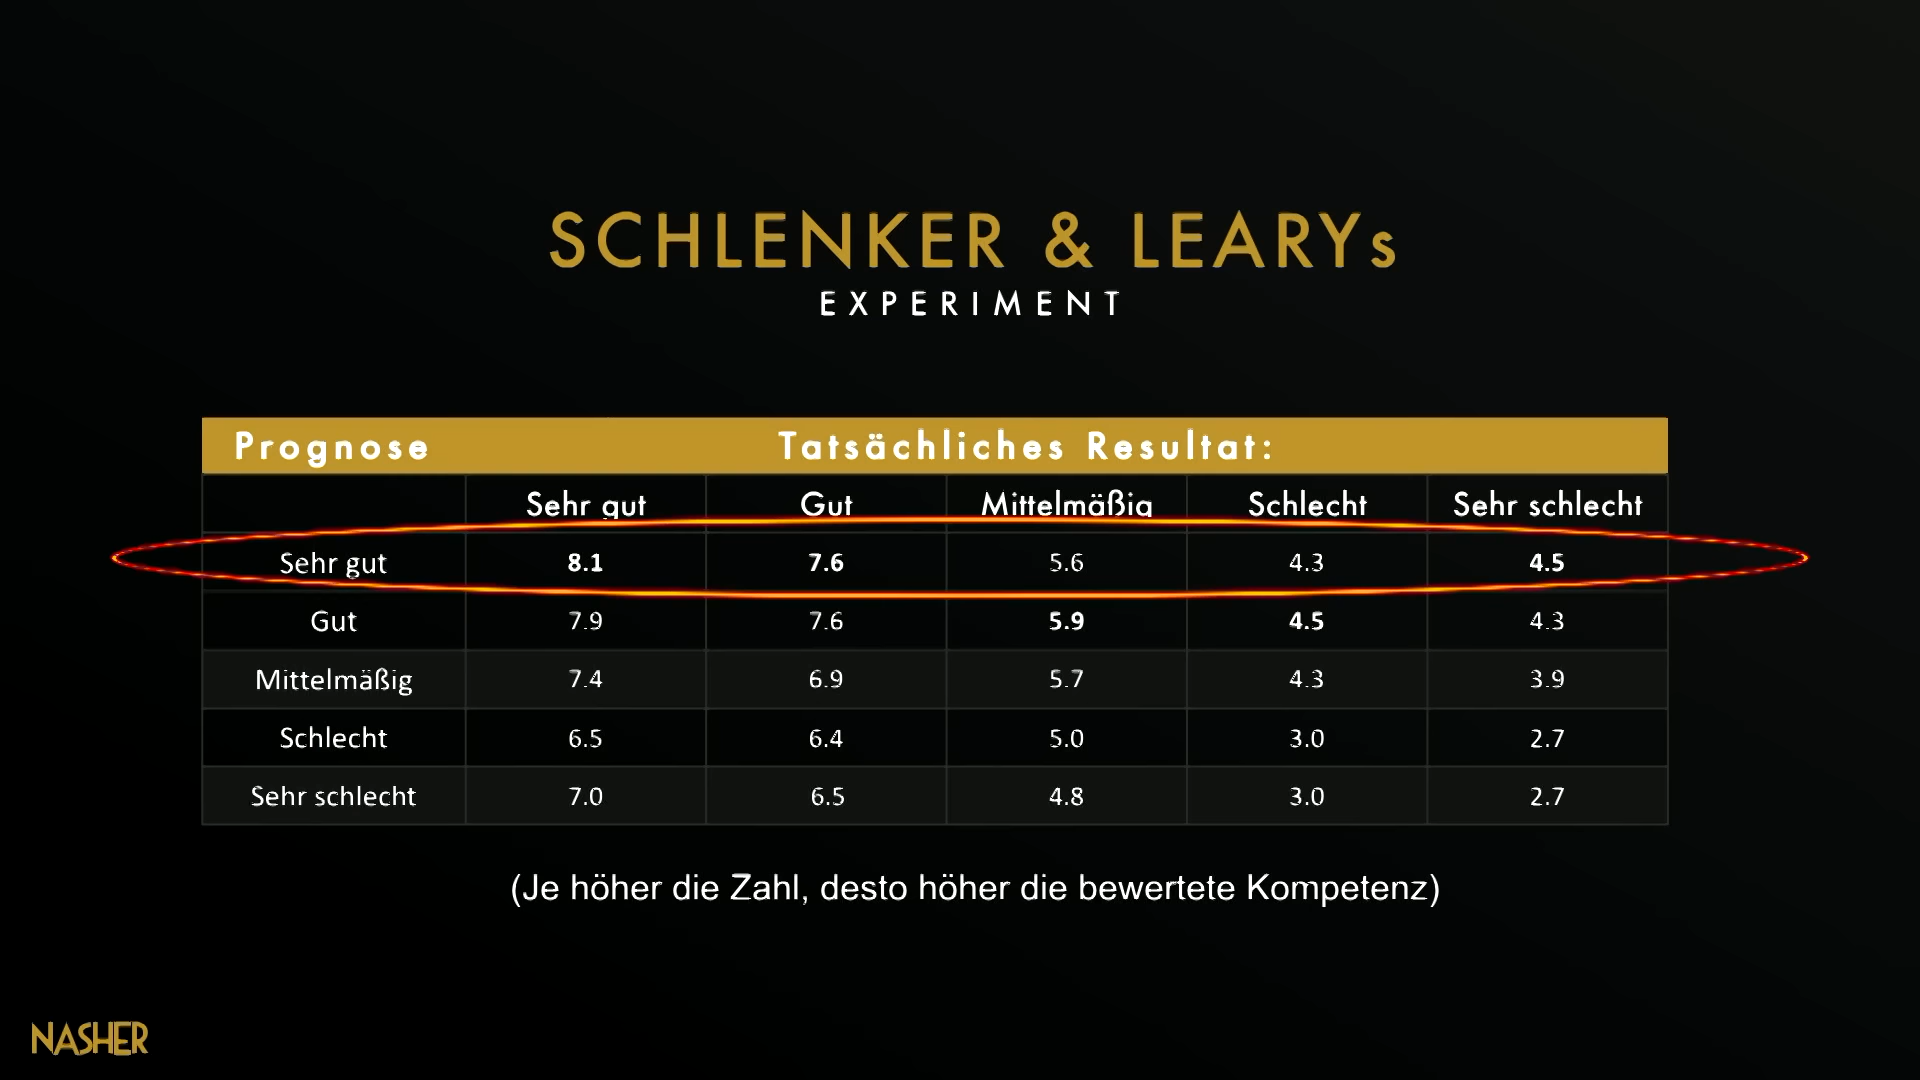 SCHLENKER & LEARYs
EXPERIMENT
Prognose Tatsächliches Resultat:
Sehr gut Gut Mittelmäßig Schlecht Sehr schlecht
Sehr gut 8.1 7.6 5.6 4.3 4.5
Gut 7.9 7.6 5.9 4.5 4.3
Mittelmäßig 7.4 6.9 5.7 4.3 3.9
Schlecht 6.5 6.4 5.0 3.0 2.7
Sehr schlecht 7.0 6.5 4.8 3.0 2.7
(Je höher die Zahl, desto höher die bewertete Kompetenz)
NASHER